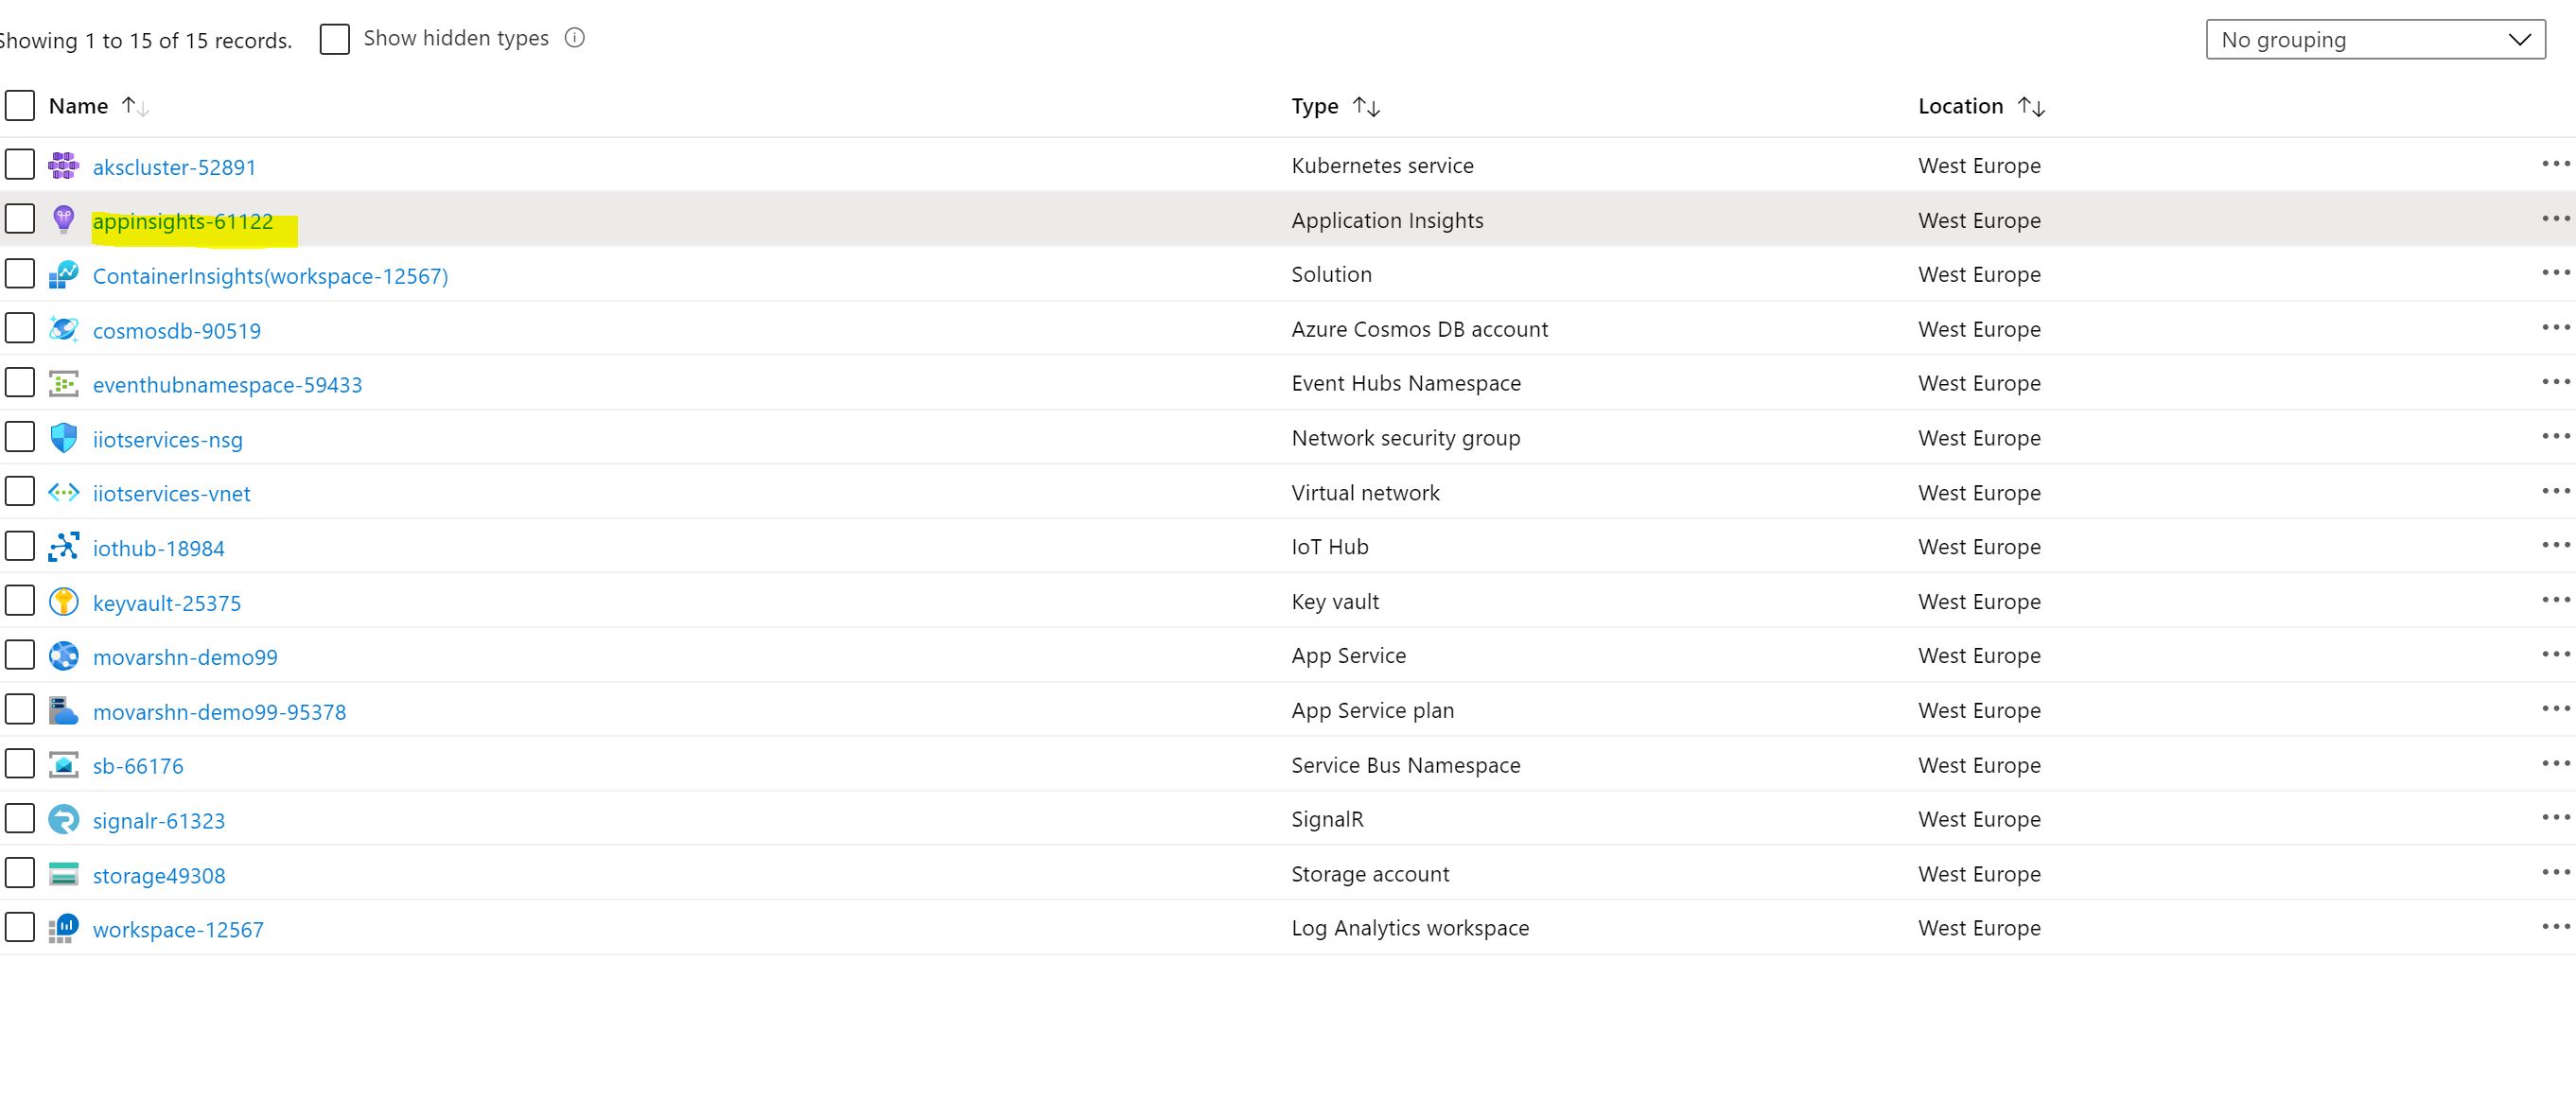 Showing 1 to 15 of 15 records. Show hidden types No grouping
Name Type Location
akscluster-52891 Kubernetes service West Europe
appinsights-61122 Application Insights West Europe
ContainerInsights(workspace-12567) Solution West Europe
cosmosdb-90519 Azure Cosmos DB account West Europe
eventhubnamespace-59433 Event Hubs Namespace West Europe
iiotservices-nsg Network security group West Europe
iiotservices-vnet Virtual network West Europe
iothub-18984 IoT Hub West Europe
keyvault-25375 Key vault West Europe
movarshn-demo99 App Service West Europe
movarshn-demo99-95378 App Service plan West Europe
sb-66176 Service Bus Namespace West Europe
signalr-61323 SignalR West Europe
storage49308 Storage account West Europe
workspace-12567 Log Analytics workspace West Europe